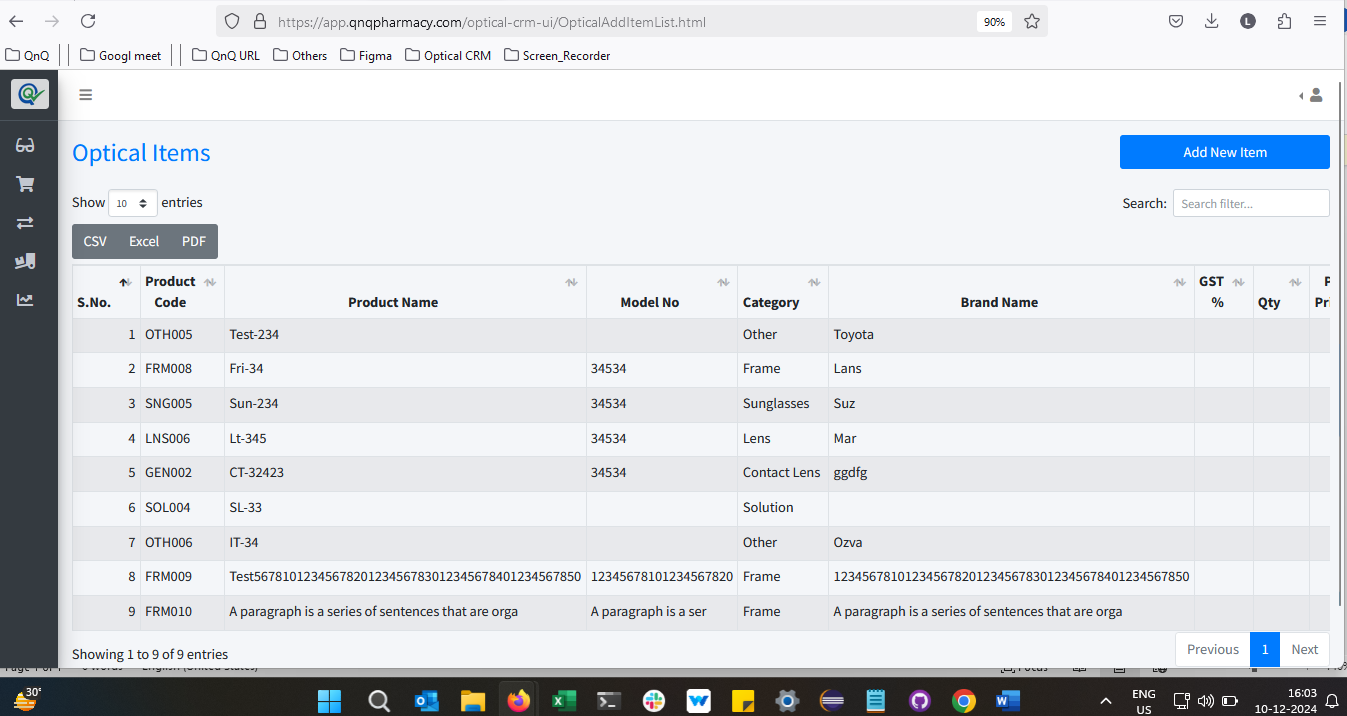 https://app.qnqpharmacy.com/optical-crm-ui/OpticalAddItemList.html 90% L
QnQ Googl meet QnQ URL Others Figma Optical CRM Screen_Recorder
Optical Items Add New Item
Show 10 entries Search: Search filter...
CSV Excel PDF
S.No. Product Code Product Name Model No Category Brand Name GST % Qty P Pr
1 OTH005 Test-234 Other Toyota
2 FRM008 Fri-34 34534 Frame Lans
3 SNG005 Sun-234 34534 Sunglasses Suz
4 LNS006 Lt-345 34534 Lens Mar
5 GEN002 CT-32423 34534 Contact Lens ggdfg
6 SOL004 SL-33 Solution
7 OTH006 IT-34 Other Ozva
8 FRM009 Test5678101234567820123456783012345678401234567850 12345678101234567820 Frame 12345678101234567820123456783012345678401234567850
9 FRM010 A paragraph is a series of sentences that are orga A paragraph is a ser Frame A paragraph is a series of sentences that are orga
Showing 1 to 9 of 9 entries Previous 1 Next
30° ENG US 16:03 10-12-2024